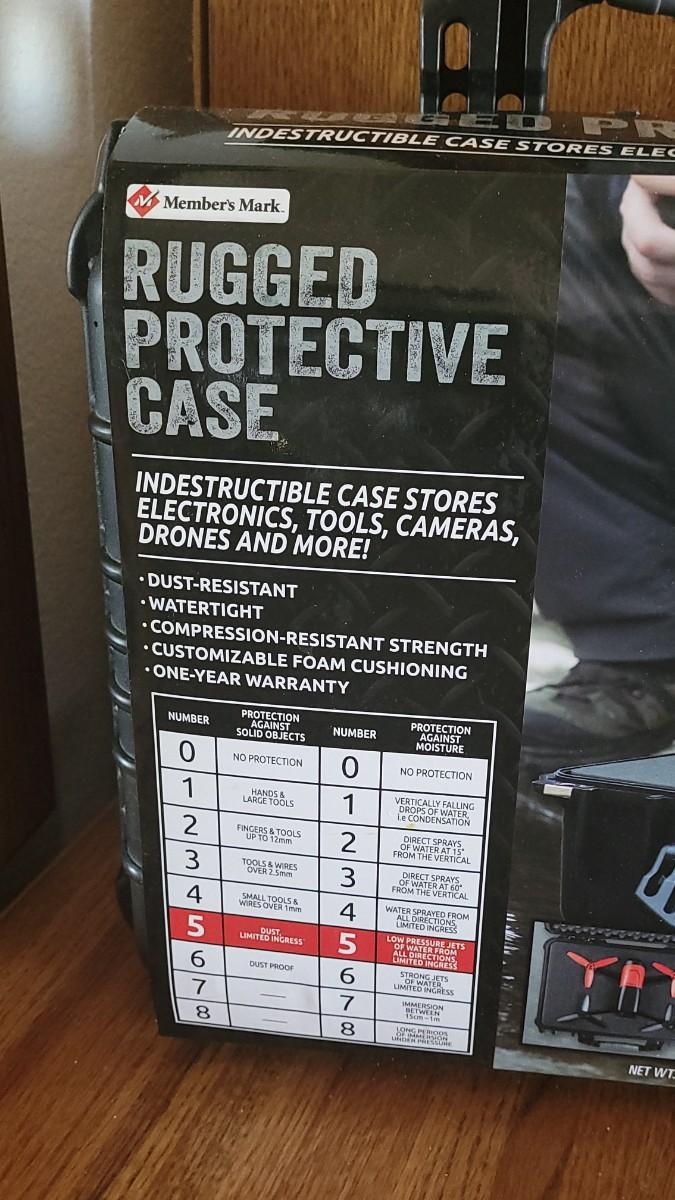 RUGGED PR
INDESTRUCTIBLE CASE STORES ELEC
Member's Mark™
RUGGED
PROTECTIVE
CASE
INDESTRUCTIBLE CASE STORES
ELECTRONICS, TOOLS, CAMERAS,
DRONES AND MORE!
• DUST-RESISTANT
• WATERTIGHT
• COMPRESSION-RESISTANT STRENGTH
• CUSTOMIZABLE FOAM CUSHIONING
• ONE-YEAR WARRANTY
NUMBER
PROTECTION
AGAINST
SOLID OBJECTS
NUMBER
PROTECTION
AGAINST
MOISTURE
0
NO PROTECTION
0
NO PROTECTION
1
HANDS &
LARGE TOOLS
1
VERTICALLY FALLING
DROPS OF WATER,
i.e CONDENSATION
2
FINGERS & TOOLS
UP TO 12mm
2
DIRECT SPRAYS
OF WATER AT 15°
FROM THE VERTICAL
3
TOOLS & WIRES
OVER 2.5mm
3
DIRECT SPRAYS
OF WATER AT 60°
FROM THE VERTICAL
4
SMALL TOOLS &
WIRES OVER 1mm
4
WATER SPRAYED FROM
ALL DIRECTIONS,
LIMITED INGRESS
5
DUST,
LIMITED INGRESS
5
LOW PRESSURE JETS
OF WATER FROM
ALL DIRECTIONS,
LIMITED INGRESS
6
DUST PROOF
6
STRONG JETS
OF WATER,
LIMITED INGRESS
7
—
7
IMMERSION
BETWEEN
15cm-1m
8
—
8
LONG PERIODS
OF IMMERSION
UNDER PRESSURE
NET WT.